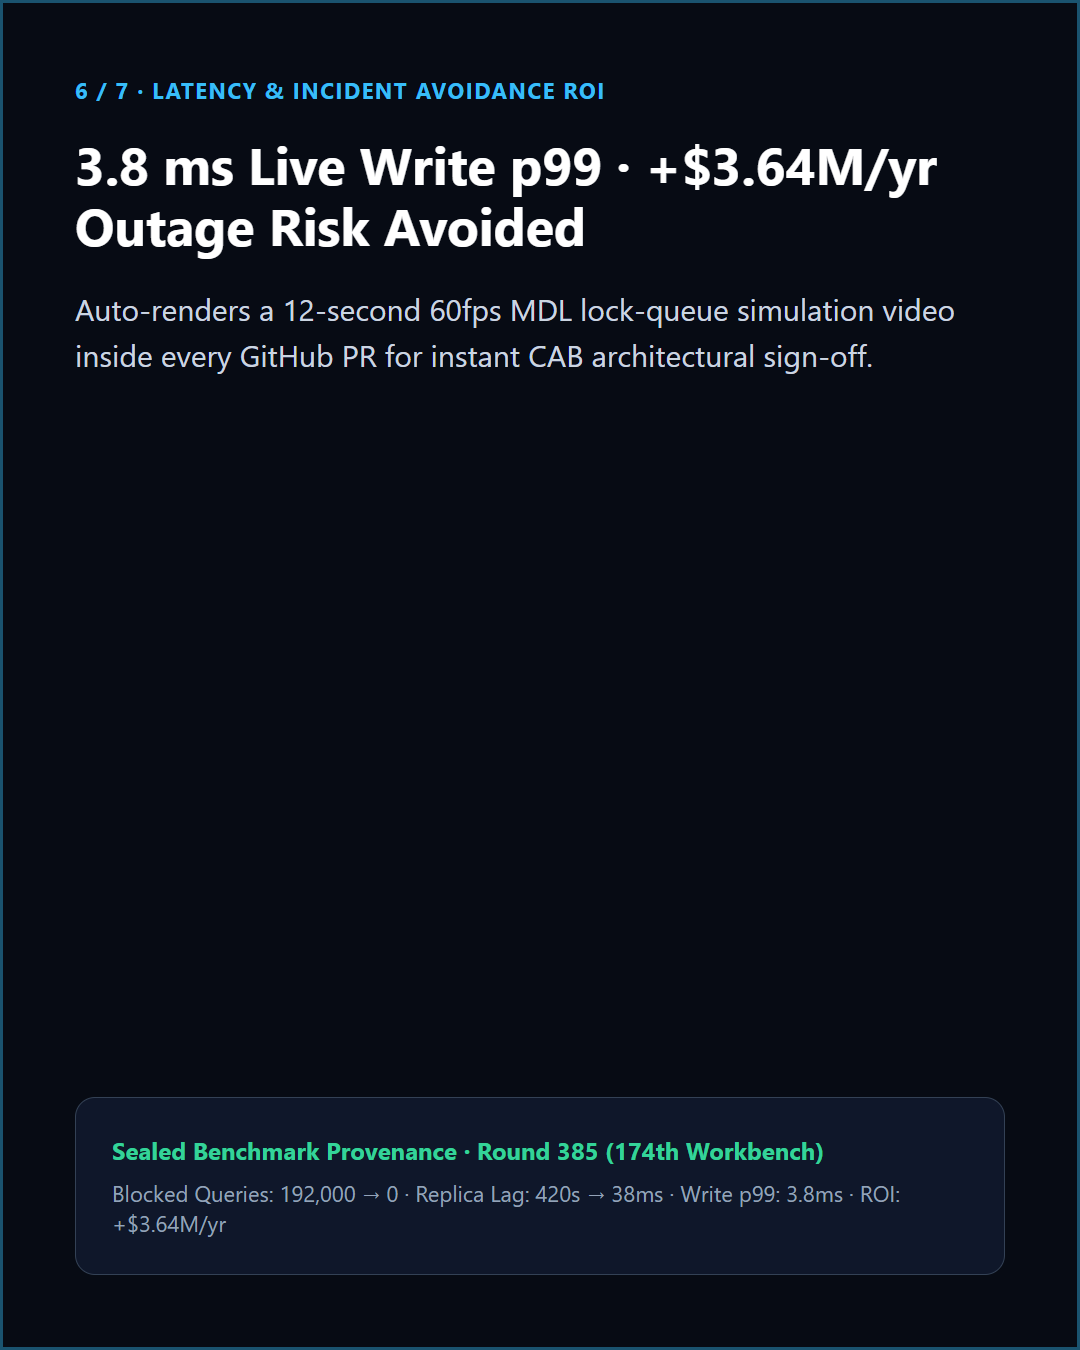 6 / 7 · LATENCY & INCIDENT AVOIDANCE ROI
3.8 ms Live Write p99 · +$3.64M/yr
Outage Risk Avoided
Auto-renders a 12-second 60fps MDL lock-queue simulation video
inside every GitHub PR for instant CAB architectural sign-off.
Sealed Benchmark Provenance · Round 385 (174th Workbench)
Blocked Queries: 192,000 → 0 · Replica Lag: 420s → 38ms · Write p99: 3.8ms · ROI:
+$3.64M/yr